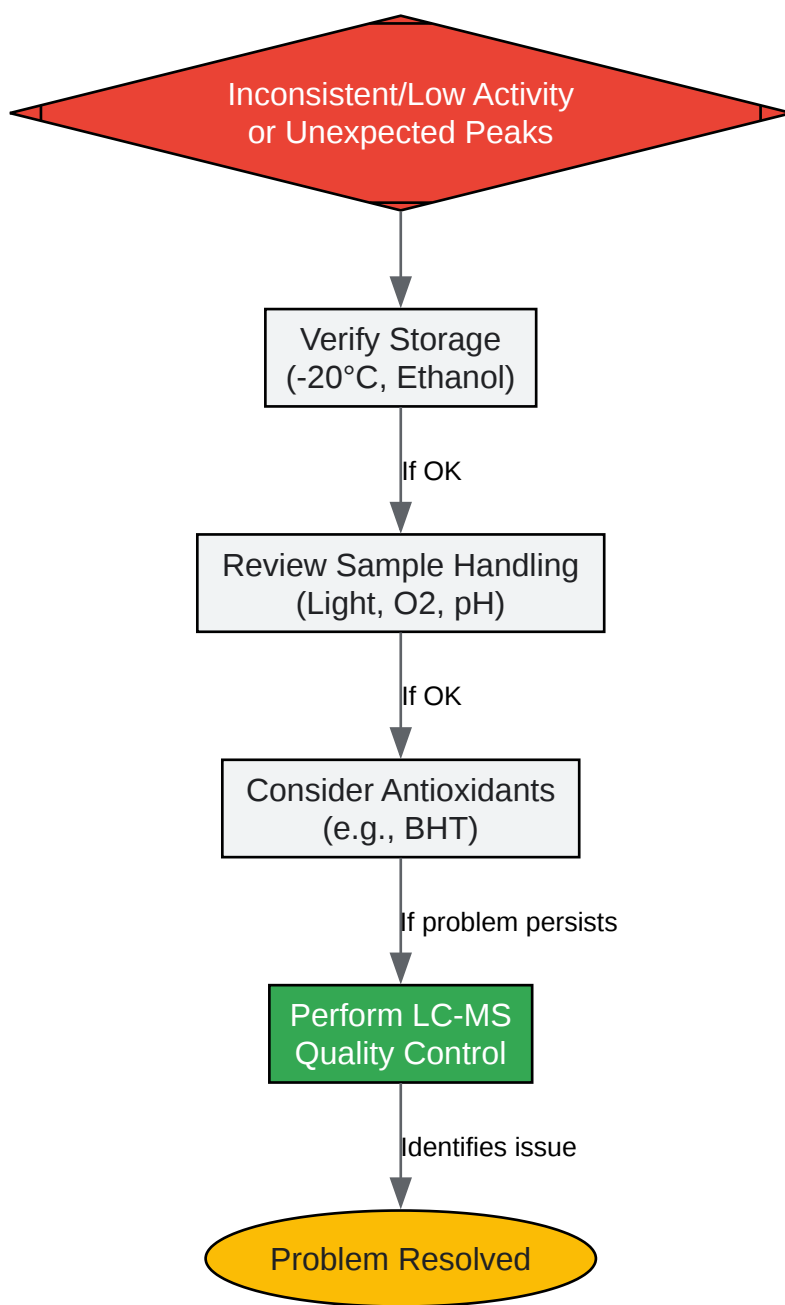 Inconsistent/Low Activity
or Unexpected Peaks
Verify Storage
(-20°C, Ethanol)
If OK
Review Sample Handling
(Light, O2, pH)
If OK
Consider Antioxidants
(e.g., BHT)
If problem persists
Perform LC-MS
Quality Control
Identifies issue
Problem Resolved